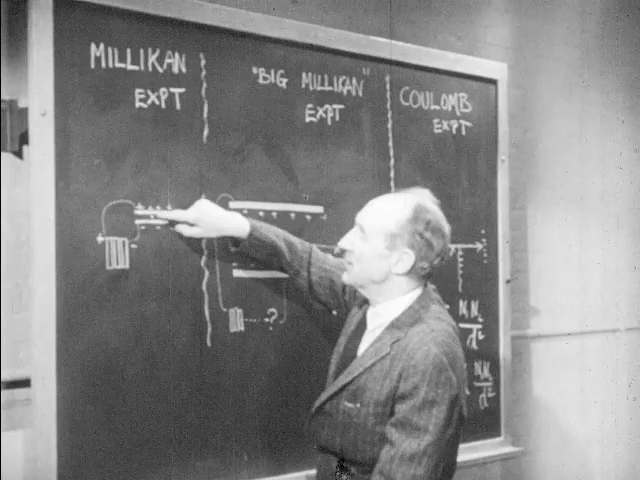 MILLIKAN
EXPT
"BIG MILLIKAN"
EXPT
COULOMB
EXPT
+ -
?